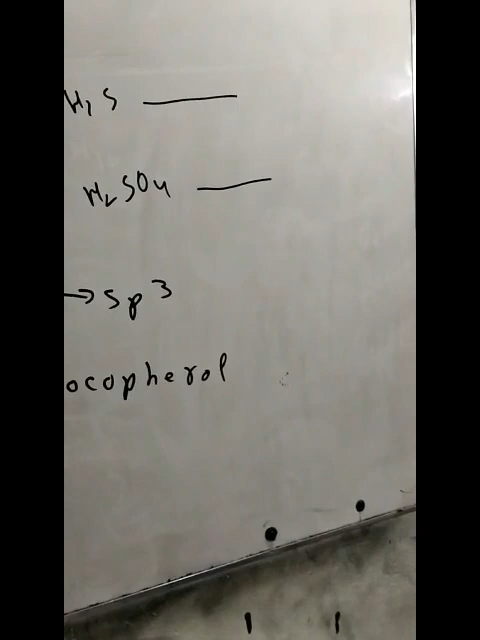 H₂S ——
H₂SO4 ——
→ sp3
ocopherol